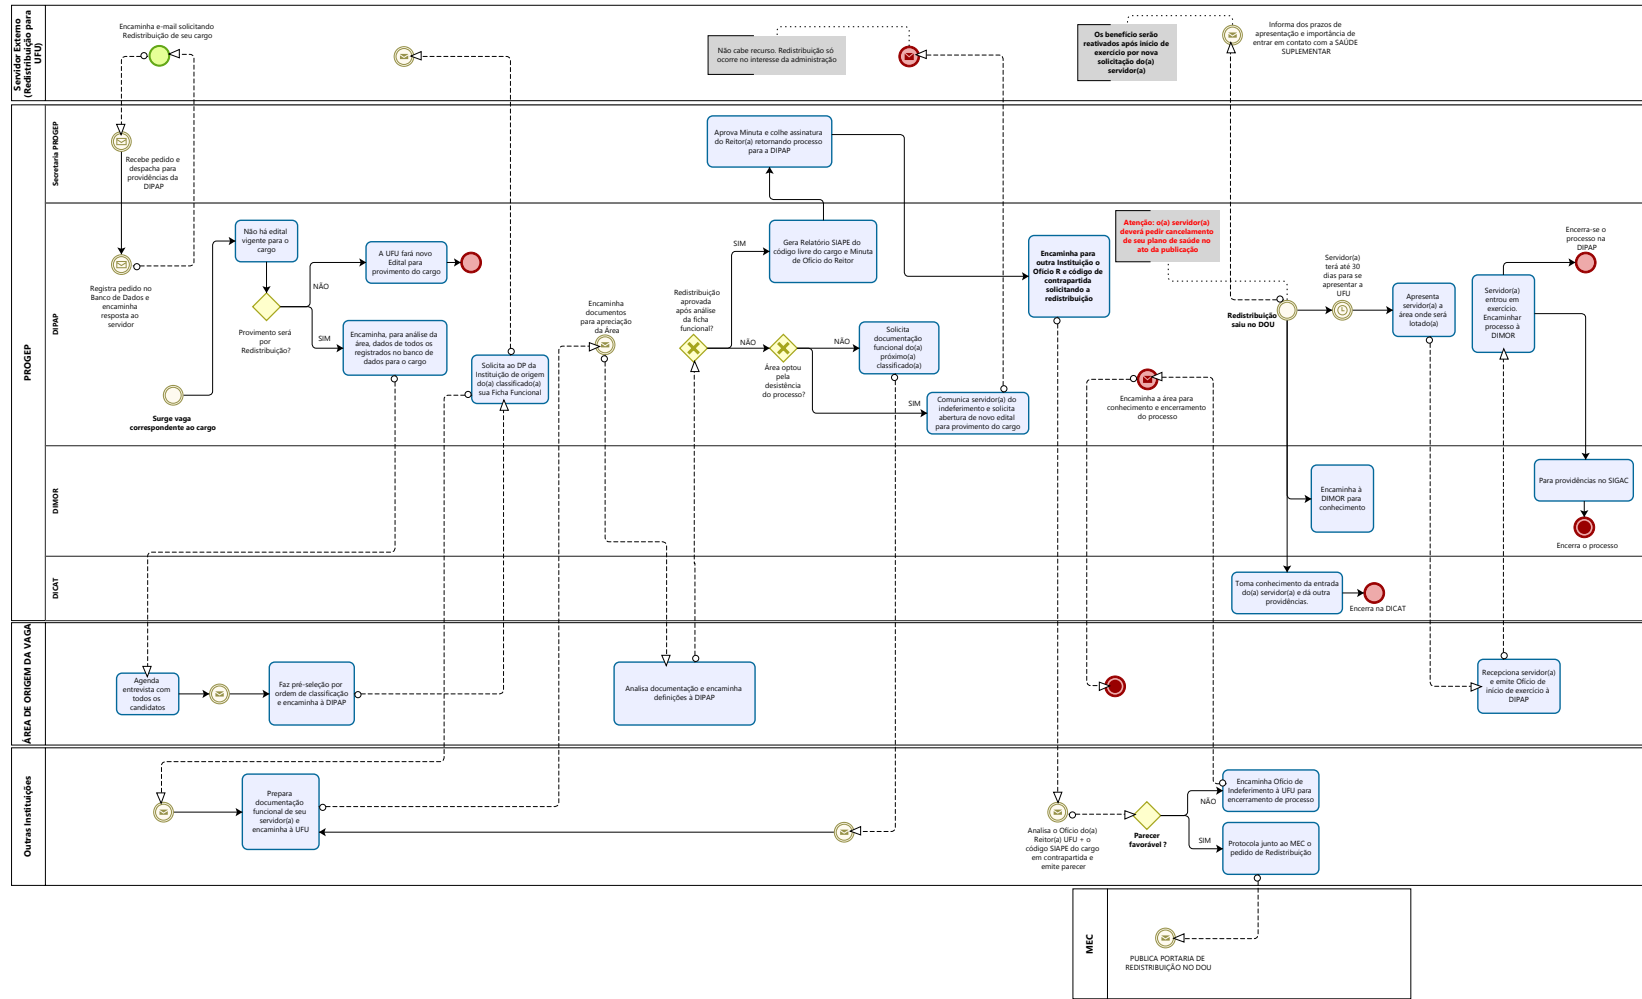 Servidor Externo
(Redistribuição para
UFU)
Encaminha e-mail solicitando
Redistribuição de seu cargo
Não cabe recurso. Redistribuição só
ocorre no interesse da administração
Os benefício serão
reativados após início de
exercício por nova
solicitação do(a)
servidor(a)
Informa dos prazos de
apresentação e importância de
entrar em contato com a SAÚDE
SUPLEMENTAR
PROGEP
Secretaria PROGEP
Recebe pedido e
despacha para
providências da
DIPAP
Aprova Minuta e colhe assinatura
do Reitor(a) retornando processo
para a DIPAP
DIPAP
Registra pedido no
Banco de Dados e
encaminha
resposta ao
servidor
Surge vaga
correspondente ao cargo
Não há edital
vigente para o
cargo
Provimento será
por
Redistribuição?
NÃO
SIM
A UFU fará novo
Edital para
provimento do cargo
Encaminha, para análise da
área, dados de todos os
registrados no banco de
dados para o cargo
Solicita ao DP da
Instituição de origem
do(a) classificado(a)
sua Ficha Funcional
Encaminha
documentos
para apreciação
da Área
Redistribuição
aprovada
após análise
da ficha
funcional?
SIM
NÃO
Gera Relatório SIAPE do
código livre do cargo e Minuta
de Ofício do Reitor
Área optou
pela
desistência
do processo?
NÃO
SIM
Solicita
documentação
funcional do(a)
próximo(a)
classificado(a)
Comunica servidor(a) do
indeferimento e solicita
abertura de novo edital
para provimento do cargo
Encaminha para
outra Instituição o
Ofício R e código de
contrapartida
solicitando a
redistribuição
Atenção: o(a) servidor(a)
deverá pedir cancelamento
de seu plano de saúde no
ato da publicação
Encaminha a área para
conhecimento e encerramento
do processo
Redistribuição
saiu no DOU
Servidor(a)
terá até 30
dias para se
apresentar a
UFU
Apresenta
servidor(a) a
área onde será
lotado(a)
Servidor(a)
entrou em
exercício.
Encaminhar
processo à
DIMOR
Encerra-se o
processo na
DIPAP
DIMOR
Encaminha à
DIMOR para
conhecimento
Para providências no SIGAC
Encerra o processo
DICAT
Toma conhecimento da entrada
do(a) servidor(a) e dá outra
providências.
Encerra na DICAT
ÁREA DE ORIGEM DA VAGA
Agenda
entrevista com
todos os
candidatos
Faz pré-seleção por
ordem de classificação
e encaminha à DIPAP
Analisa documentação e encaminha
definições à DIPAP
Recepciona servidor(a)
e emite Ofício de
início de exercício à
DIPAP
Outras Instituições
Prepara
documentação
funcional de seu
servidor(a) e
encaminha à UFU
Analisa o Ofício do(a)
Reitor(a) UFU + o
código SIAPE do cargo
em contrapartida e
emite parecer
Parecer
favorável ?
NÃO
SIM
Encaminha Ofício de
Indeferimento à UFU para
encerramento de processo
Protocola junto ao MEC o
pedido de Redistribuição
MEC
PUBLICA PORTARIA DE
REDISTRIBUIÇÃO NO DOU